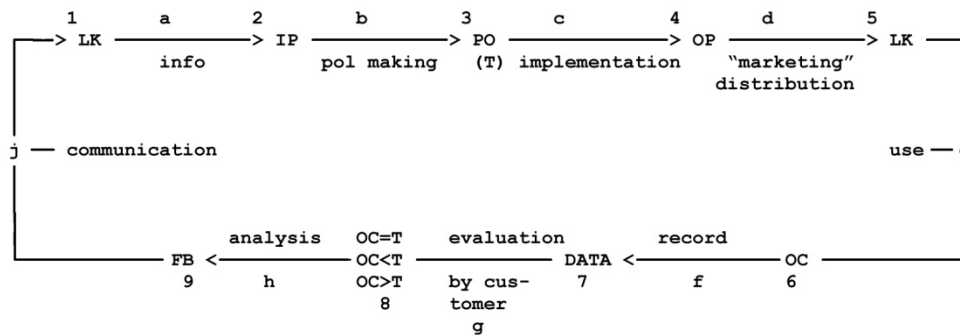 1 a 2 b 3 c 4 d 5
> LK > IP > PO > OP > LK
info pol making (T) implementation “marketing”
distribution
j — communication use — e
analysis OC=T evaluation record
FB < OC<T DATA < OC
9 h OC>T by cus- 7 f 6
8 tomer
g